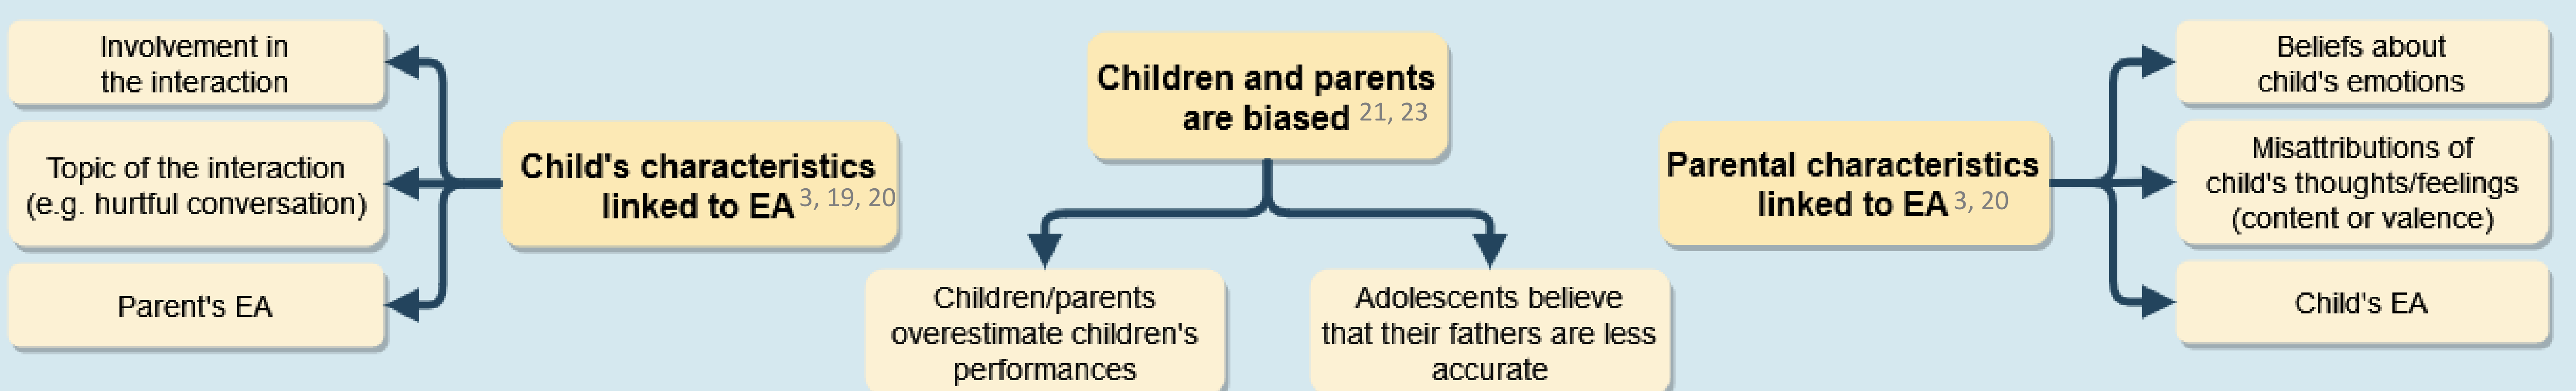 Involvement in
the interaction
Topic of the interaction
(e.g. hurtful conversation)
Parent's EA
Child's characteristics
linked to EA 3, 19, 20
Children and parents
are biased 21, 23
Children/parents
overestimate children's
performances
Adolescents believe
that their fathers are less
accurate
Parental characteristics
linked to EA 3, 20
Beliefs about
child's emotions
Misattributions of
child's thoughts/feelings
(content or valence)
Child's EA